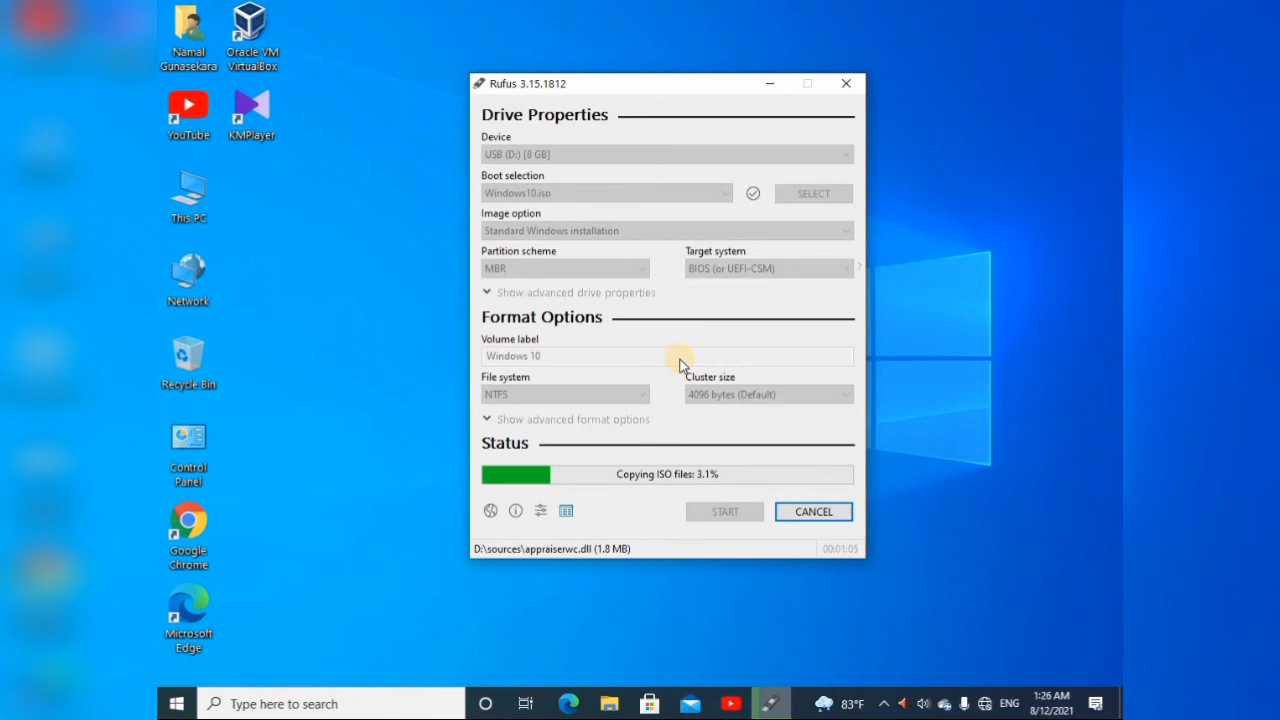 Namal
Gunasekara
Oracle VM
VirtualBox
YouTube
KMPlayer
This PC
Network
Recycle Bin
Control
Panel
Google
Chrome
Microsoft
Edge
Rufus 3.15.1812
Drive Properties
Device
USB (D:) [8 GB]
Boot selection
Windows10.iso
SELECT
Image option
Standard Windows installation
Partition scheme
Target system
MBR
BIOS (or UEFI-CSM)
?
Show advanced drive properties
Format Options
Volume label
Windows 10
File system
Cluster size
NTFS
4096 bytes (Default)
Show advanced format options
Status
Copying ISO files: 3.1%
START
CANCEL
D:\sources\appraiserwc.dll (1.8 MB)
00:01:05
Type here to search
83°F
ENG
1:26 AM
8/12/2021